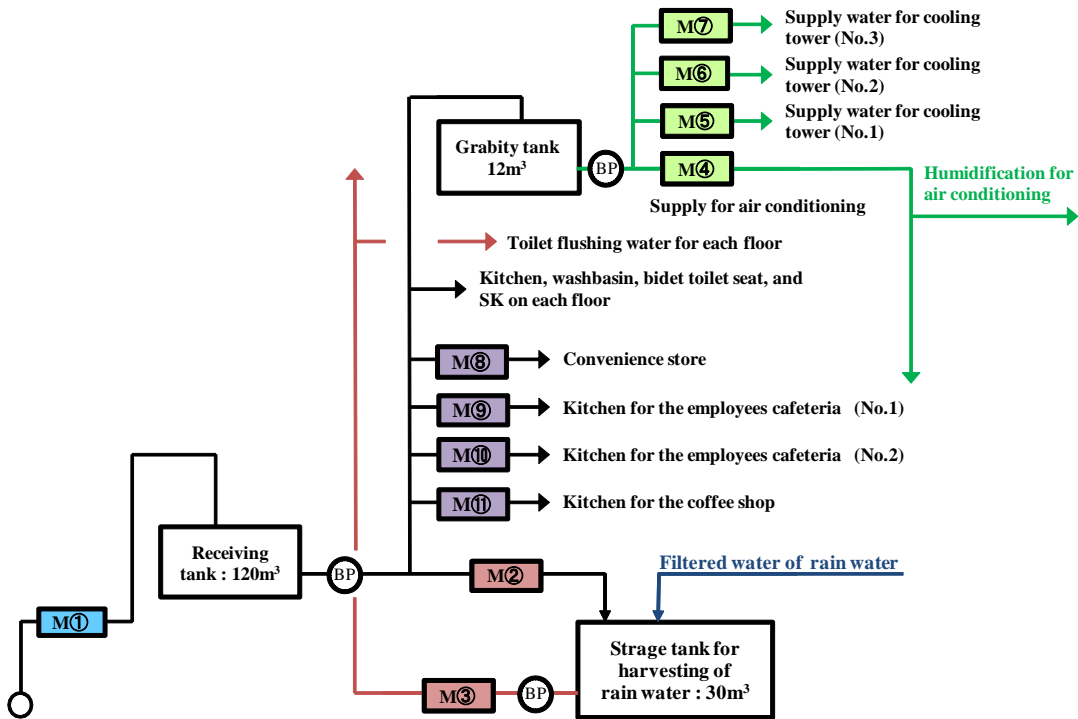 M⑦
Supply water for cooling
tower (No.3)
M⑥
Supply water for cooling
tower (No.2)
M⑤
Supply water for cooling
tower (No.1)
Grabity tank
12m³
BP
M④
Supply for air conditioning
Humidification for
air conditioning
Toilet flushing water for each floor
Kitchen, washbasin, bidet toilet seat, and
SK on each floor
M⑧
Convenience store
M⑨
Kitchen for the employees cafeteria (No.1)
M⑩
Kitchen for the employees cafeteria (No.2)
M⑪
Kitchen for the coffee shop
Receiving
tank : 120m³
BP
M②
Filtered water of rain water
M①
Strage tank for
harvesting of
rain water : 30m³
M③
BP